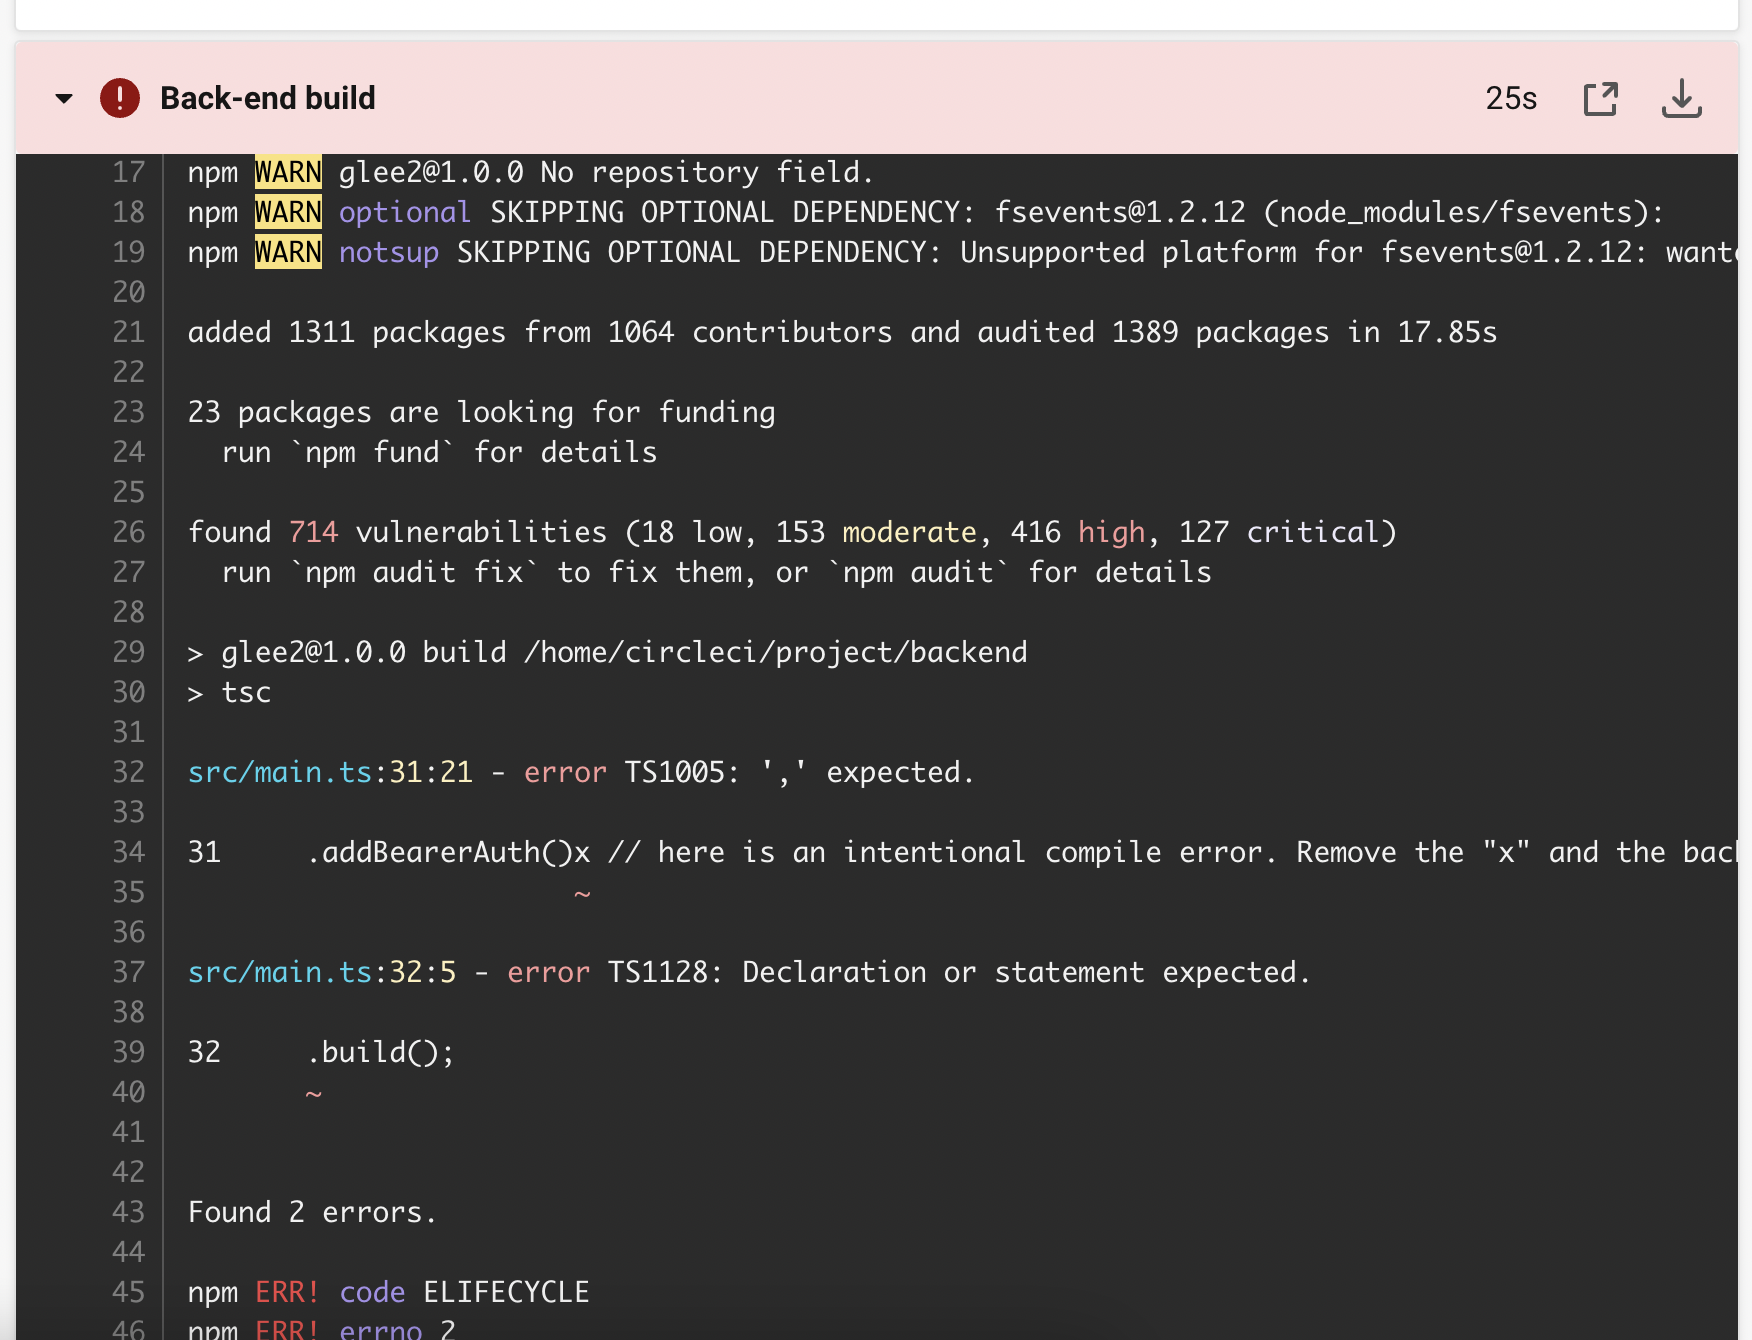 Back-end build 25s
17 npm WARN glee2@1.0.0 No repository field.
18 npm WARN optional SKIPPING OPTIONAL DEPENDENCY: fsevents@1.2.12 (node_modules/fsevents):
19 npm WARN notsup SKIPPING OPTIONAL DEPENDENCY: Unsupported platform for fsevents@1.2.12:
20
21 added 1311 packages from 1064 contributors and audited 1389 packages in 17.85s
22
23 23 packages are looking for funding
24 run `npm fund` for details
25
26 found 714 vulnerabilities (18 low, 153 moderate, 416 high, 127 critical)
27 run `npm audit fix` to fix them, or `npm audit` for details
28
29 > glee2@1.0.0 build /home/circleci/project/backend
30 > tsc
31
32 src/main.ts:31:21 - error TS1005: ',' expected.
33
34 31 .addBearerAuth()x // here is an intentional compile error. Remove the "x" and the
35 ~
36
37 src/main.ts:32:5 - error TS1128: Declaration or statement expected.
38
39 32 .build();
40 ~
41
42
43 Found 2 errors.
44
45 npm ERR! code ELIFECYCLE
46 npm ERR! errno 2